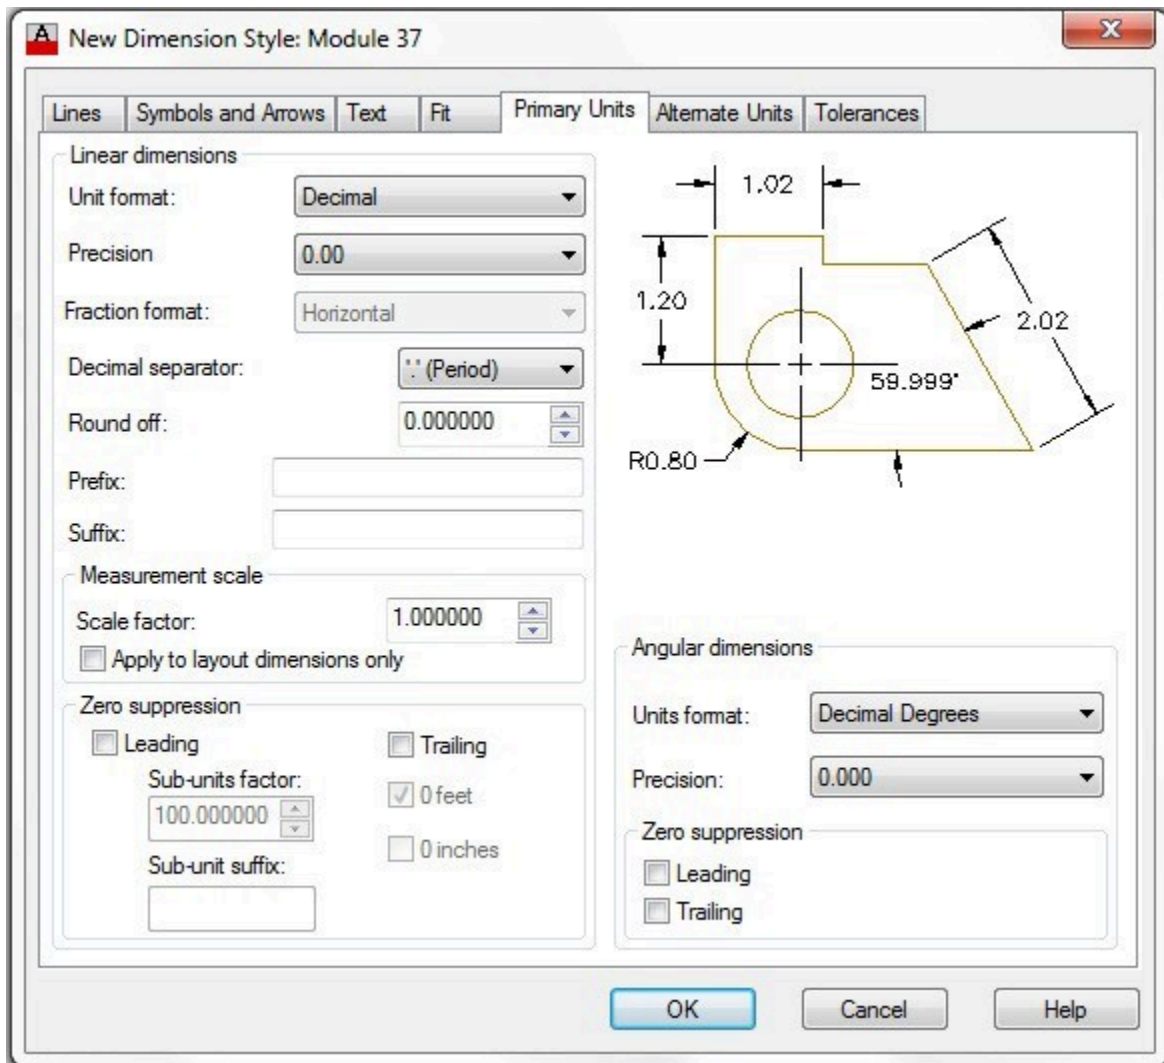 New Dimension Style: Module 37
Lines Symbols and Arrows Text Fit Primary Units Alternate Units Tolerances
Linear dimensions
Unit format: Decimal
Precision 0.00
Fraction format: Horizontal
Decimal separator: '.' (Period)
Round off: 0.000000
Prefix:
Suffix:
Measurement scale
Scale factor: 1.000000
Apply to layout dimensions only
Zero suppression
Leading Trailing
Sub-units factor:
100.000000
0 feet
0 inches
Sub-unit suffix:
1.02
1.20
2.02
59.999°
R0.80
Angular dimensions
Units format: Decimal Degrees
Precision: 0.000
Zero suppression
Leading
Trailing
OK Cancel Help